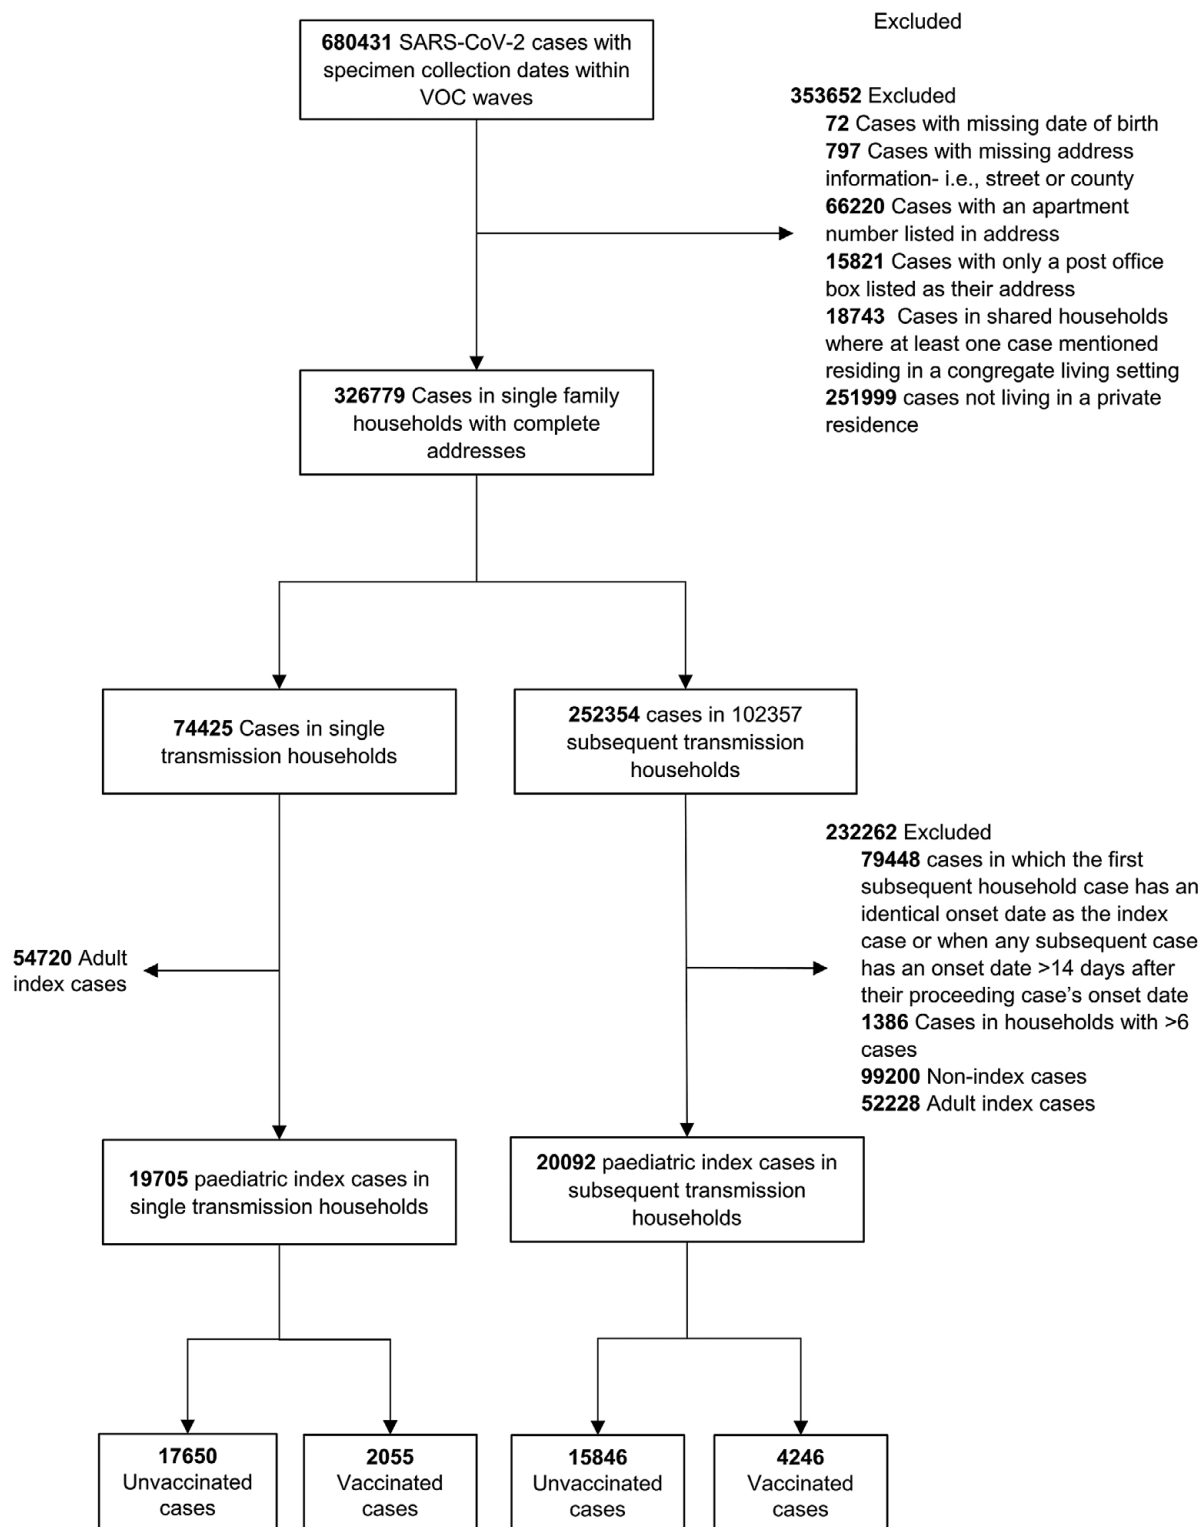 Excluded
680431 SARS-CoV-2 cases with
specimen collection dates within
VOC waves
353652 Excluded
72 Cases with missing date of birth
797 Cases with missing address
information- i.e., street or county
66220 Cases with an apartment
number listed in address
15821 Cases with only a post office
box listed as their address
18743 Cases in shared households
where at least one case mentioned
residing in a congregate living setting
251999 cases not living in a private
residence
326779 Cases in single family
households with complete
addresses
74425 Cases in single
transmission households
252354 cases in 102357
subsequent transmission
households
232262 Excluded
79448 cases in which the first
subsequent household case has an
identical onset date as the index
case or when any subsequent case
has an onset date >14 days after
their proceeding case's onset date
1386 Cases in households with >6
cases
99200 Non-index cases
52228 Adult index cases
54720 Adult
index cases
19705 paediatric index cases in
single transmission households
20092 paediatric index cases in
subsequent transmission
households
17650
Unvaccinated
cases
2055
Vaccinated
cases
15846
Unvaccinated
cases
4246
Vaccinated
cases